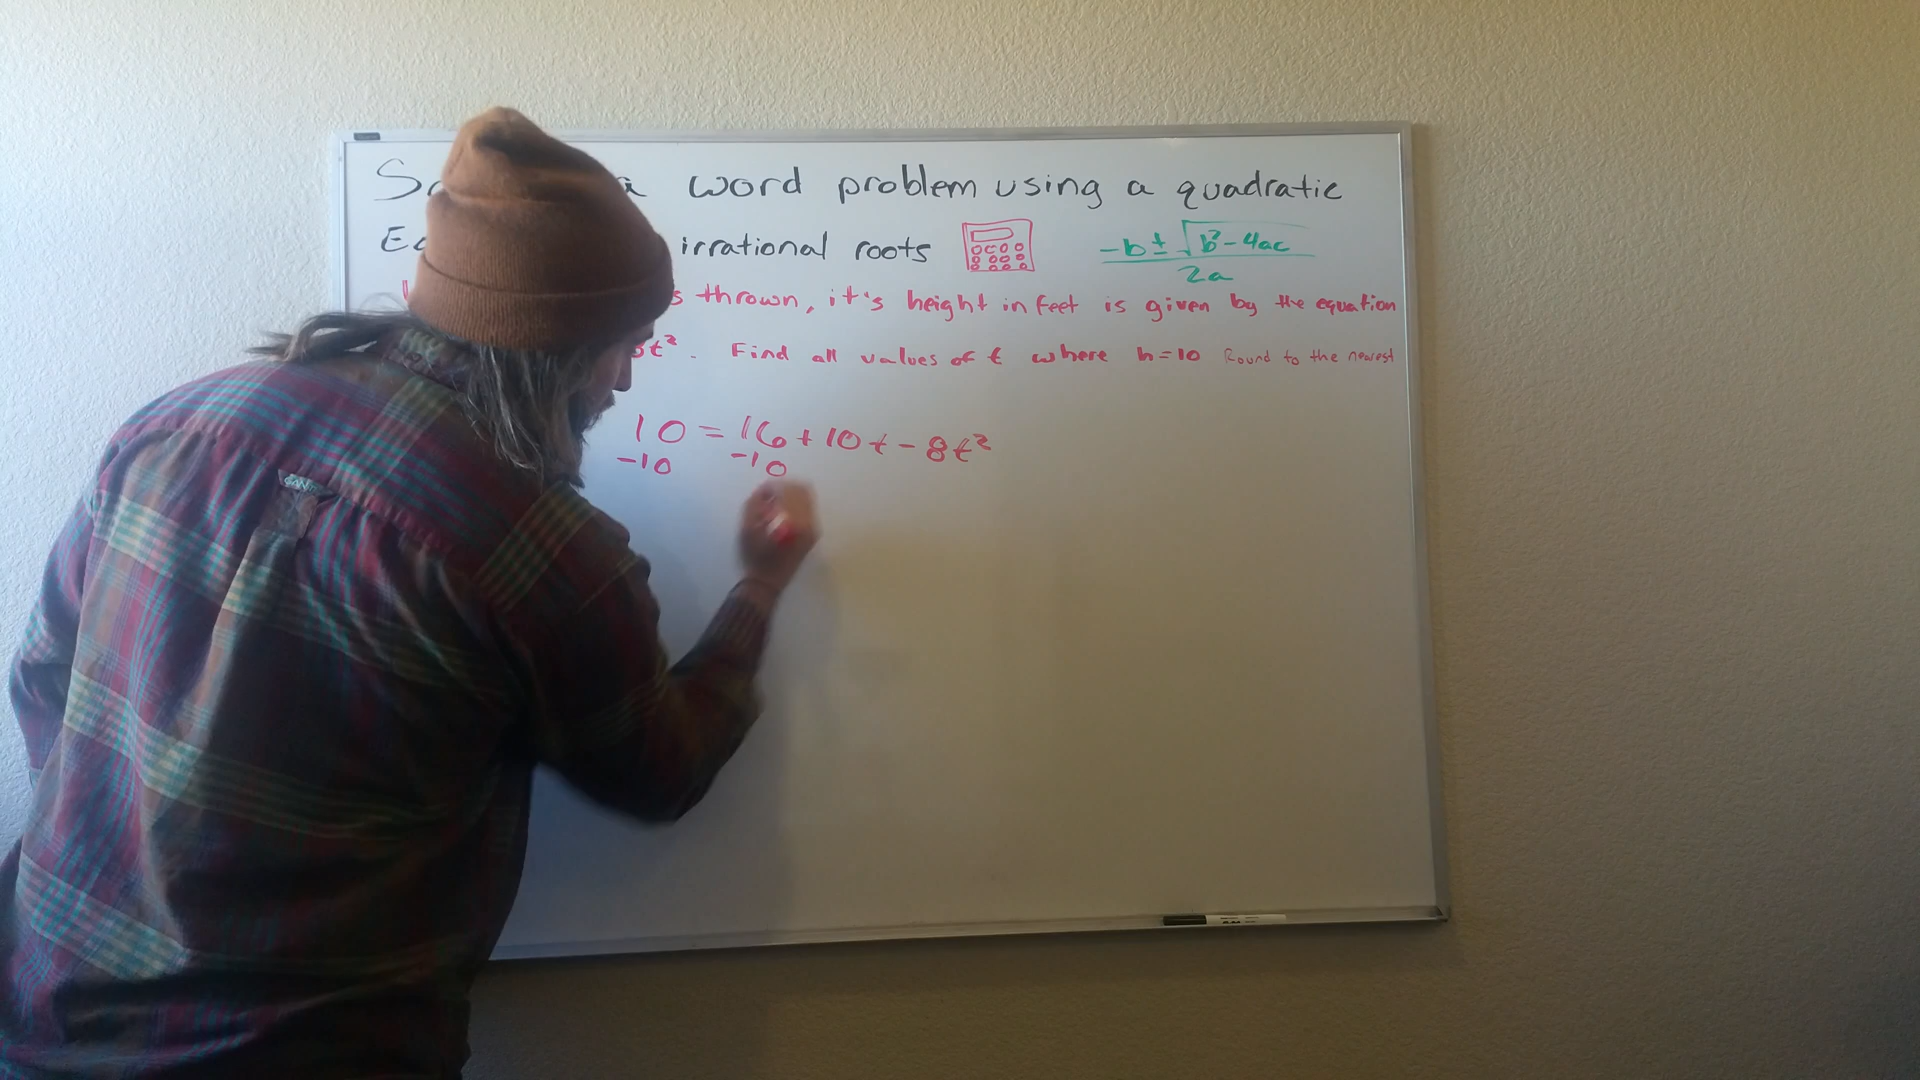 word problem using a quadratic
irrational roots
-b ± √b²-4ac
2a
thrown, it's height in feet is given by the equation
t². Find all values of t where h=10 Round to the nearest
10 = 16 + 10t - 8t²
-10 -10